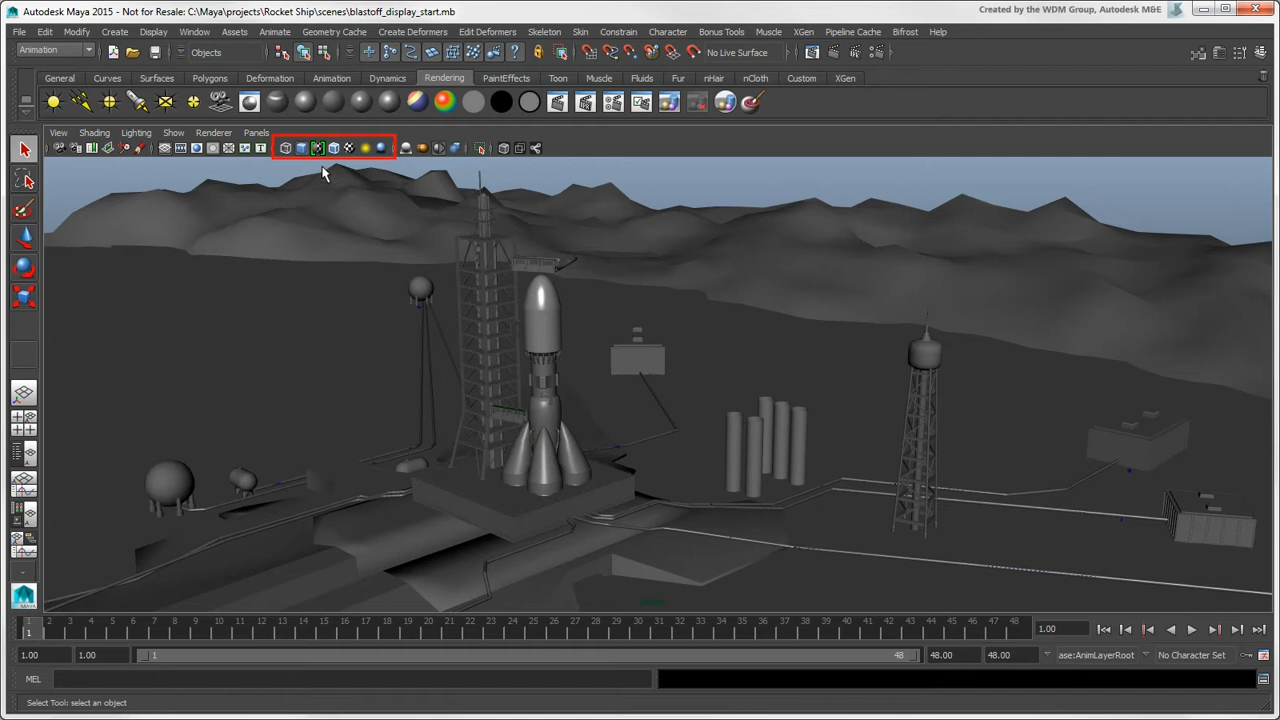 Autodesk Maya 2015 - Not for Resale: C:\Maya\projects\Rocket Ship\scenes\blastoff_display_start.mb
Created by the WDM Group, Autodesk M&E
File Edit Modify Create Display Window Assets Animate Geometry Cache Create Deformers Edit Deformers Skeleton Skin Constrain Character Bonus Tools Muscle XGen Pipeline Cache Bifrost Help
Animation Objects No Live Surface
General Curves Surfaces Polygons Deformation Animation Dynamics Rendering PaintEffects Toon Muscle Fluids Fur nHair nCloth Custom XGen
View Shading Lighting Show Renderer Panels
1 2 3 4 5 6 7 8 9 10 11 12 13 14 15 16 17 18 19 20 21 22 23 24 25 26 27 28 29 30 31 32 33 34 35 36 37 38 39 40 41 42 43 44 45 46 47 48
1 1.00
1.00 1.00 1 48 48.00 48.00 ase:AnimLayerRoot No Character Set
MEL
Select Tool: select an object
MAYA